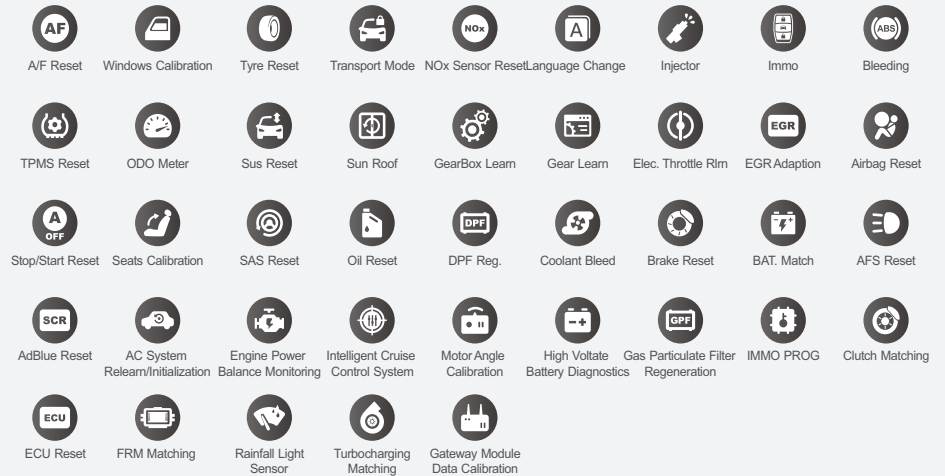 AF
NOx
A
ABS
A/F Reset
Windows Calibration
Tyre Reset
Transport Mode
NOx Sensor Reset
Language Change
Injector
Immo
Bleeding
EGR
TPMS Reset
ODO Meter
Sus Reset
Sun Roof
GearBox Learn
Gear Learn
Elec. Throttle Rlrn
EGR Adaption
Airbag Reset
A
OFF
DPF
Stop/Start Reset
Seats Calibration
SAS Reset
Oil Reset
DPF Reg.
Coolant Bleed
Brake Reset
BAT. Match
AFS Reset
SCR
GPF
AdBlue Reset
AC System
Relearn/Initialization
Engine Power
Balance Monitoring
Intelligent Cruise
Control System
Motor Angle
Calibration
High Voltate
Battery Diagnostics
Gas Particulate Filter
Regeneration
IMMO PROG
Clutch Matching
ECU
ECU Reset
FRM Matching
Rainfall Light
Sensor
Turbocharging
Matching
Gateway Module
Data Calibration